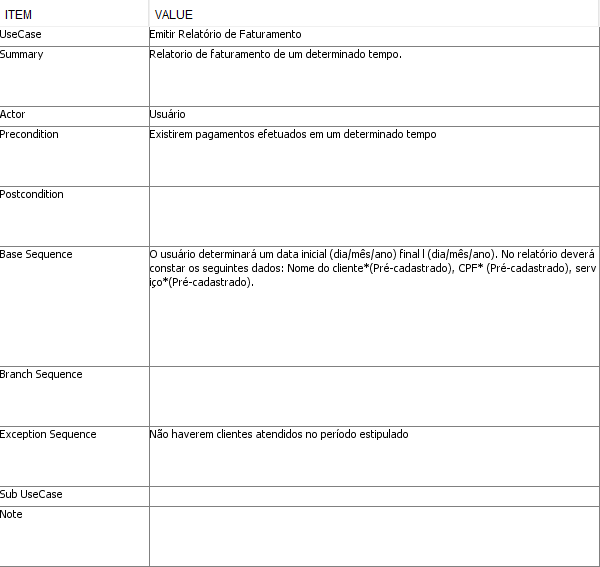 ITEM VALUE
UseCase Emitir Relatório de Faturamento
Summary Relatorio de faturamento de um determinado tempo.
Actor Usuário
Precondition Existirem pagamentos efetuados em um determinado tempo
Postcondition
Base Sequence O usuário determinará um data inicial (dia/mês/ano) final l (dia/mês/ano). No relatório deverá
constar os seguintes dados: Nome do cliente*(Pré-cadastrado), CPF* (Pré-cadastrado), serv
iço*(Pré-cadastrado).
Branch Sequence
Exception Sequence Não haverem clientes atendidos no período estipulado
Sub UseCase
Note